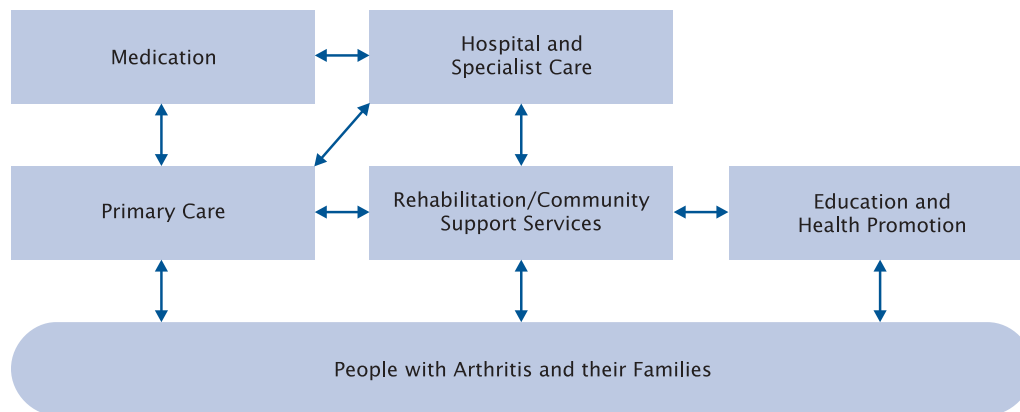 Medication
Hospital and
Specialist Care
Primary Care
Rehabilitation/Community
Support Services
Education and
Health Promotion
People with Arthritis and their Families